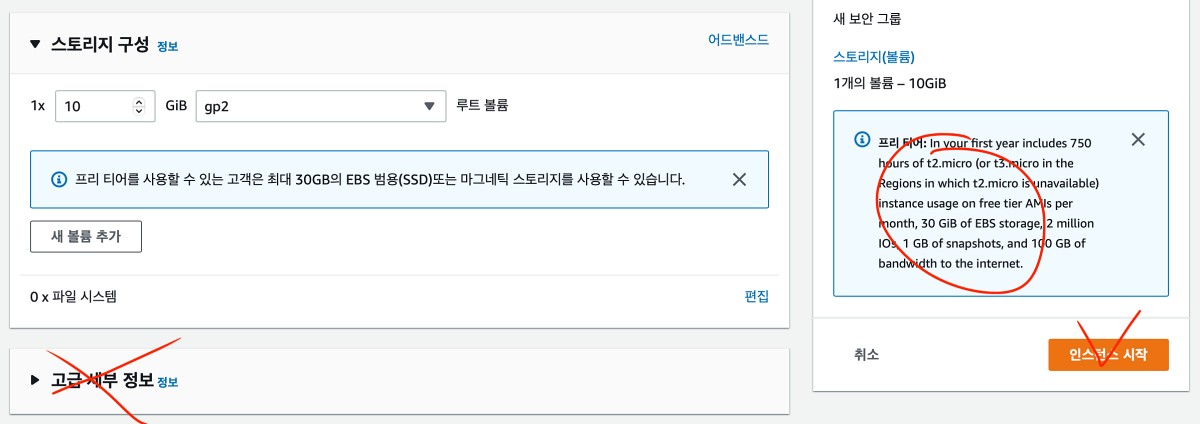 스토리지 구성 정보
어드밴스드
1x 10 GiB gp2 루트 볼륨
프리 티어를 사용할 수 있는 고객은 최대 30GB의 EBS 범용(SSD)또는 마그네틱 스토리지를 사용할 수 있습니다.
새 볼륨 추가
0 x 파일 시스템
편집
고급 세부 정보 정보
새 보안 그룹
스토리지(볼륨)
1개의 볼륨 – 10GiB
프리 티어: In your first year includes 750
hours of t2.micro (or t3.micro in the
Regions in which t2.micro is unavailable)
instance usage on free tier AMIs per
month, 30 GiB of EBS storage, 2 million
IOs, 1 GB of snapshots, and 100 GB of
bandwidth to the internet.
취소
인스턴스 시작